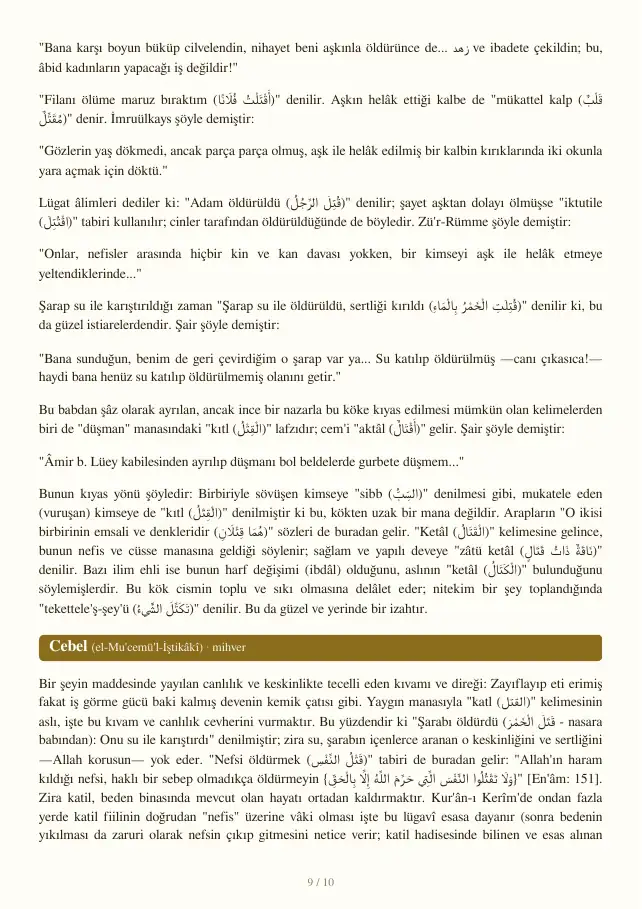 "Bana karşı boyun büküp cilvelendin, nihayet beni aşkınla öldürünce de... زهد ve ibadete çekildin; bu,
âbid kadınların yapacağı iş değildir!"
"Filanı ölüme maruz bıraktım (أَقْتَلْتُ فُلَانًا)" denilir. Aşkın helâk ettiği kalbe de "mükattel kalp (قَلْبٌ
مُقَتَّلٌ)" denir. İmruülkays şöyle demiştir:
"Gözlerin yaş dökmedi, ancak parça parça olmuş, aşk ile helâk edilmiş bir kalbin kırıklarında iki okunla
yara açmak için döktü."
Lügat âlimleri dediler ki: "Adam öldürüldü (قُتِلَ الرَّجُلُ)" denilir; şayet aşktan dolayı ölmüşse "iktutile
(اقْتُتِلَ)" tabiri kullanılır; cinler tarafından öldürüldüğünde de böyledir. Zü'r-Rümme şöyle demiştir:
"Onlar, nefisler arasında hiçbir kin ve kan davası yokken, bir kimseyi aşk ile helâk etmeye
yeltendiklerinde..."
Şarap su ile karıştırıldığı zaman "Şarap su ile öldürüldü, sertliği kırıldı (قُتِلَتِ الْخَمْرُ بِالْمَاءِ)" denilir ki, bu
da güzel istiarelerdendir. Şair şöyle demiştir:
"Bana sunduğun, benim de geri çevirdiğim o şarap var ya... Su katılıp öldürülmüş —canı çıkasıca!—
haydi bana henüz su katılıp öldürülmemiş olanını getir."
Bu babdan şâz olarak ayrılan, ancak ince bir nazarla bu köke kıyas edilmesi mümkün olan kelimelerden
biri de "düşman" manasındaki "kıtl (الْقِتْلُ)" lafzıdır; cem'i "aktâl (أَقْتَالٌ)" gelir. Şair şöyle demiştir:
"Âmir b. Lüey kabilesinden ayrılıp düşmanı bol beldelerde gurbete düşmem..."
Bunun kıyas yönü şöyledir: Birbiriyle sövüşen kimseye "sibb (السِّبُّ)" denilmesi gibi, mukatele eden
(vuruşan) kimseye de "kıtl (الْقِتْلُ)" denilmiştir ki bu, kökten uzak bir mana değildir. Arapların "O ikisi
birbirinin emsali ve denkleridir (هُمَا قِتْلَانِ)" sözleri de buradan gelir. "Ketâl (الْقَتَالُ)" kelimesine gelince,
bunun nefis ve cüsse manasına geldiği söylenir; sağlam ve yapılı deveye "zâtü ketâl (نَاقَةٌ ذَاتُ قَتَالٍ)"
denilir. Bazı ilim ehli ise bunun harf değişimi (ibdâl) olduğunu, aslının "ketâl (الْكَتَالُ)" bulunduğunu
söylemişlerdir. Bu kök cismin toplu ve sıkı olmasına delâlet eder; nitekim bir şey toplandığında
"tekettele'ş-şey'ü (تَكَتَّلَ الشَّيءُ)" denilir. Bu da güzel ve yerinde bir izahtır.
Cebel (el-Mu'cemü'l-İştikâkî) · mihver
Bir şeyin maddesinde yayılan canlılık ve keskinlikte tecelli eden kıvamı ve direği: Zayıflayıp eti erimiş
fakat iş görme gücü baki kalmış devenin kemik çatısı gibi. Yaygın manasıyla "katl (القتل)" kelimesinin
aslı, işte bu kıvam ve canlılık cevherini vurmaktır. Bu yüzdendir ki "Şarabı öldürdü (قَتَلَ الْخَمْرَ - nasara
babından): Onu su ile karıştırdı" denilmiştir; zira su, şarabın içenlerce aranan o keskinliğini ve sertliğini
—Allah korusun— yok eder. "Nefsi öldürmek (قَتْلُ النَّفْسِ)" tabiri de buradan gelir: "Allah'ın haram
kıldığı nefsi, haklı bir sebep olmadıkça öldürmeyin {وَلَا تَقْتُلُوا النَّفْسَ الَّتِي حَرَّمَ اللَّهُ إِلَّا بِالْحَقِّ}" [En'âm: 151].
Zira katil, beden binasında mevcut olan hayatı ortadan kaldırmaktır. Kur'ân-ı Kerîm'de ondan fazla
yerde katil fiilinin doğrudan "nefis" üzerine vâki olması işte bu lügavî esasa dayanır (sonra bedenin
yıkılması da zaruri olarak nefsin çıkıp gitmesini netice verir; katil hadisesinde bilinen ve esas alınan
9 / 10